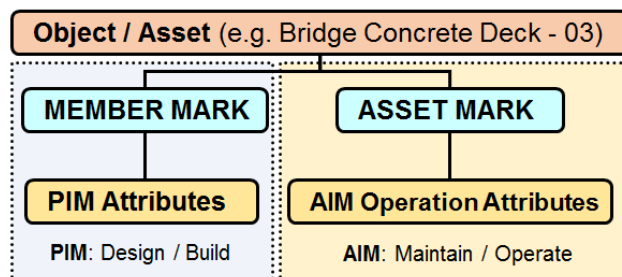 Object / Asset (e.g. Bridge Concrete Deck - 03)
MEMBER MARK
ASSET MARK
PIM Attributes
AIM Operation Attributes
PIM: Design / Build
AIM: Maintain / Operate